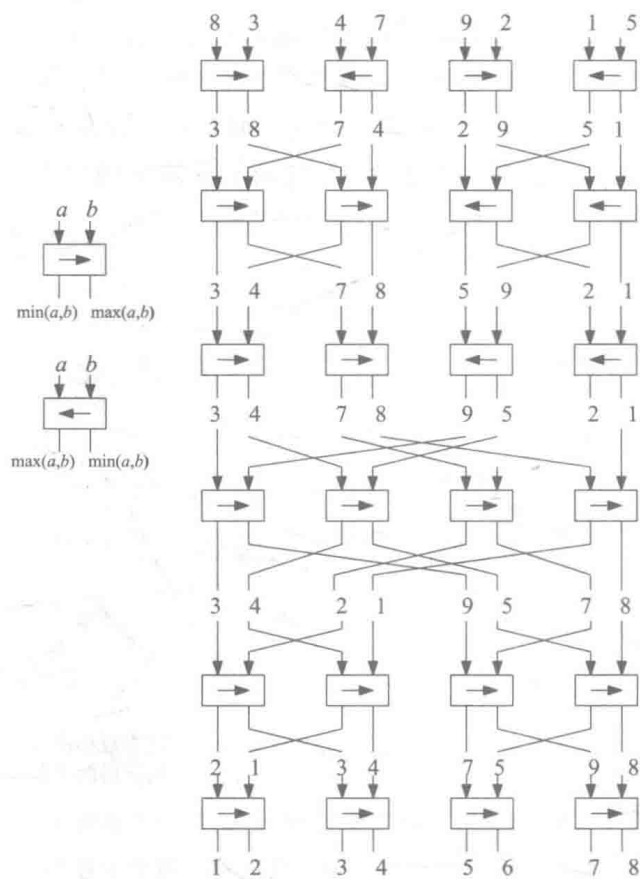 8 3 4 7 9 2 1 5
3 8 7 4 2 9 5 1
a b
min(a,b) max(a,b)
3 4 7 8 5 9 2 1
a b
max(a,b) min(a,b)
3 4 7 8 9 5 2 1
3 4 2 1 9 5 7 8
2 1 3 4 7 5 9 8
1 2 3 4 5 6 7 8